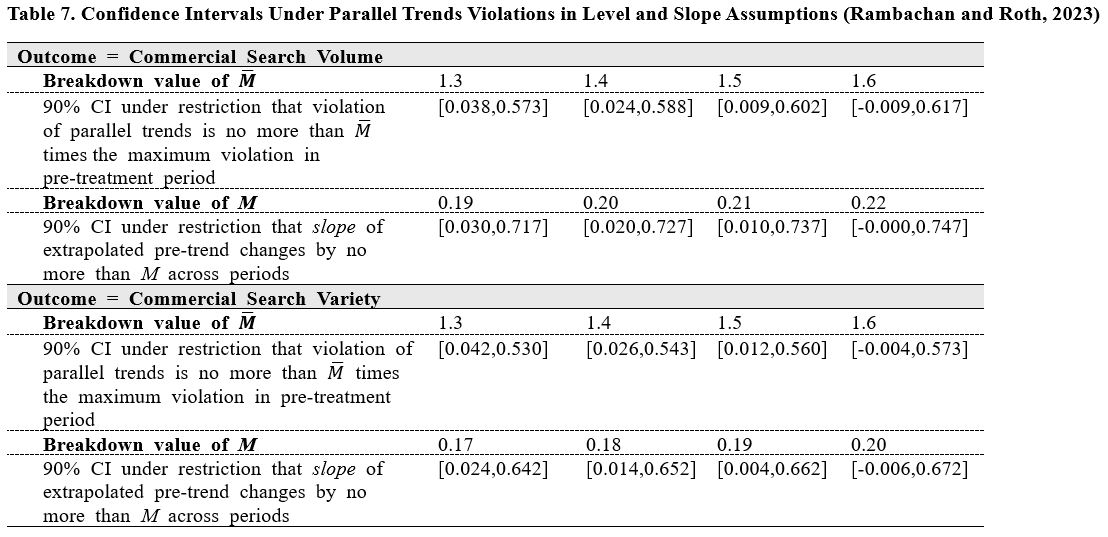 Table 7. Confidence Intervals Under Parallel Trends Violations in Level and Slope Assumptions (Rambachan and Roth, 2023)
Outcome = Commercial Search Volume
Breakdown value of M̅ 1.3 1.4 1.5 1.6
90% CI under restriction that violation [0.038,0.573] [0.024,0.588] [0.009,0.602] [-0.009,0.617]
of parallel trends is no more than M̅
times the maximum violation in
pre-treatment period
Breakdown value of M 0.19 0.20 0.21 0.22
90% CI under restriction that slope of [0.030,0.717] [0.020,0.727] [0.010,0.737] [-0.000,0.747]
extrapolated pre-trend changes by no
more than M across periods
Outcome = Commercial Search Variety
Breakdown value of M̅ 1.3 1.4 1.5 1.6
90% CI under restriction that violation of [0.042,0.530] [0.026,0.543] [0.012,0.560] [-0.004,0.573]
parallel trends is no more than M̅ times
the maximum violation in pre-treatment
period
Breakdown value of M 0.17 0.18 0.19 0.20
90% CI under restriction that slope of [0.024,0.642] [0.014,0.652] [0.004,0.662] [-0.006,0.672]
extrapolated pre-trend changes by no
more than M across periods